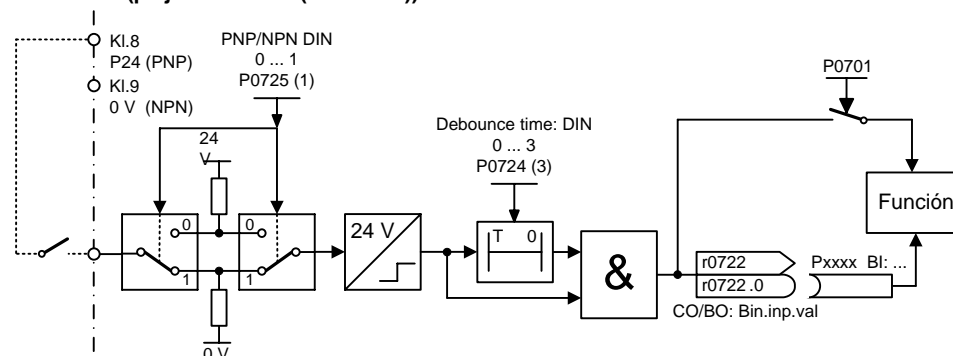 Kl.8
P24 (PNP)
Kl.9
0 V (NPN)
PNP/NPN DIN
0 ... 1
P0725 (1)
24
V
0
0
1
1
0 V
24 V
Debounce time: DIN
0 ... 3
P0724 (3)
T 0
&
P0701
Función
r0722
r0722 .0
CO/BO: Bin.inp.val
Pxxxx BI: ...